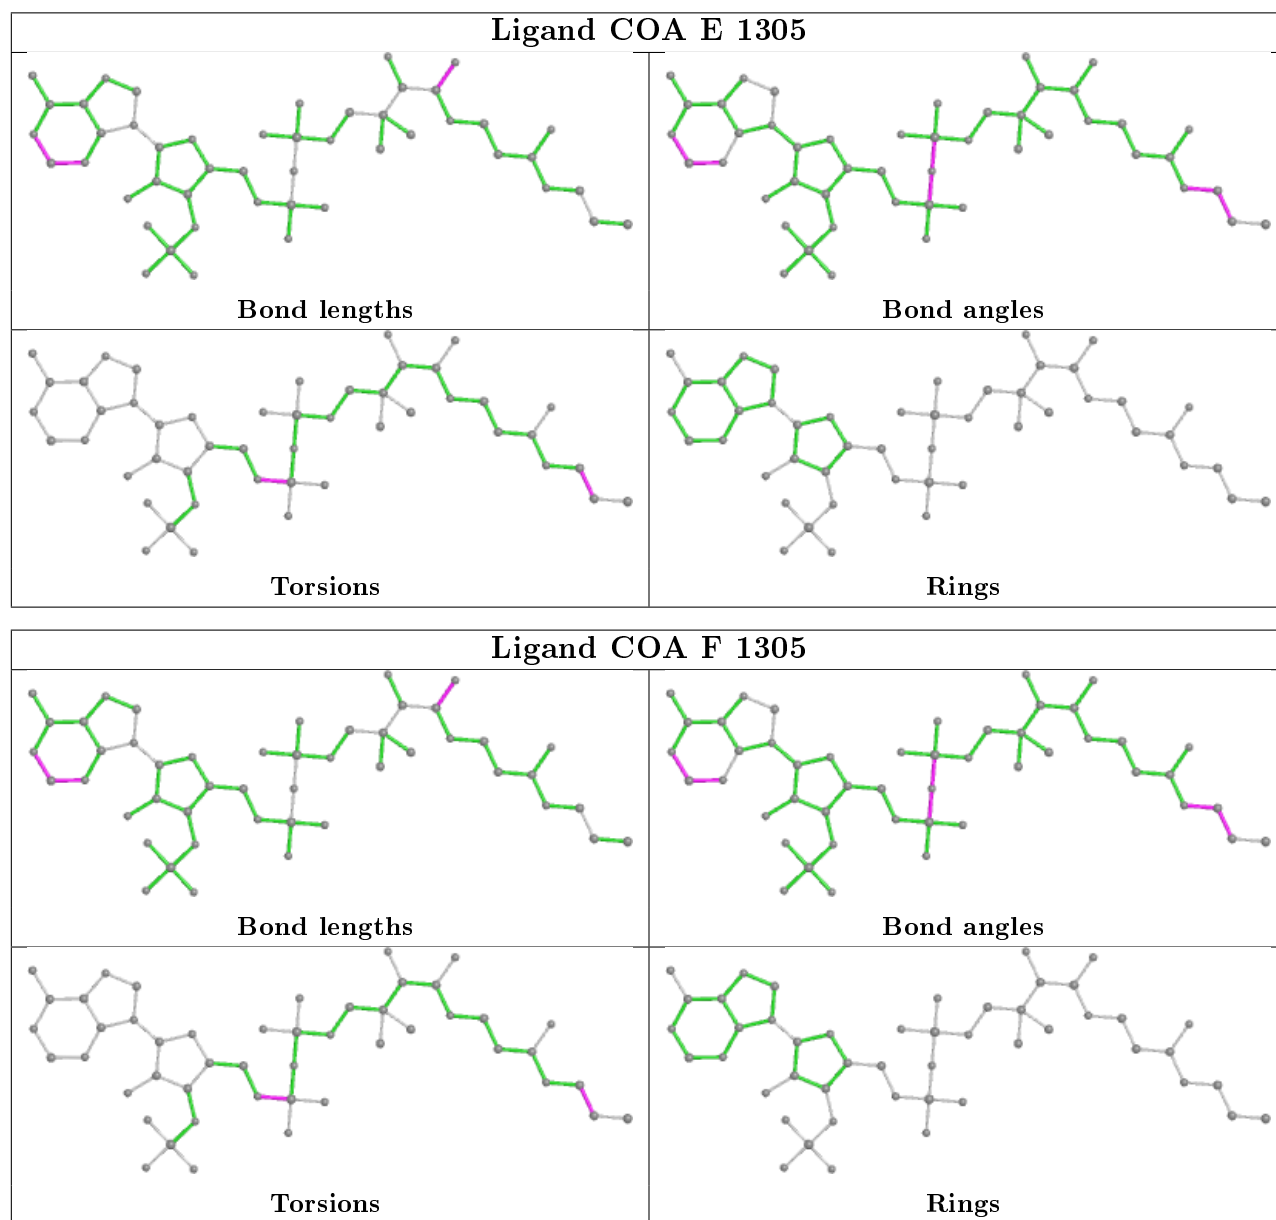 Ligand COA E 1305
Bond lengths
Bond angles
Torsions
Rings
Ligand COA F 1305
Bond lengths
Bond angles
Torsions
Rings